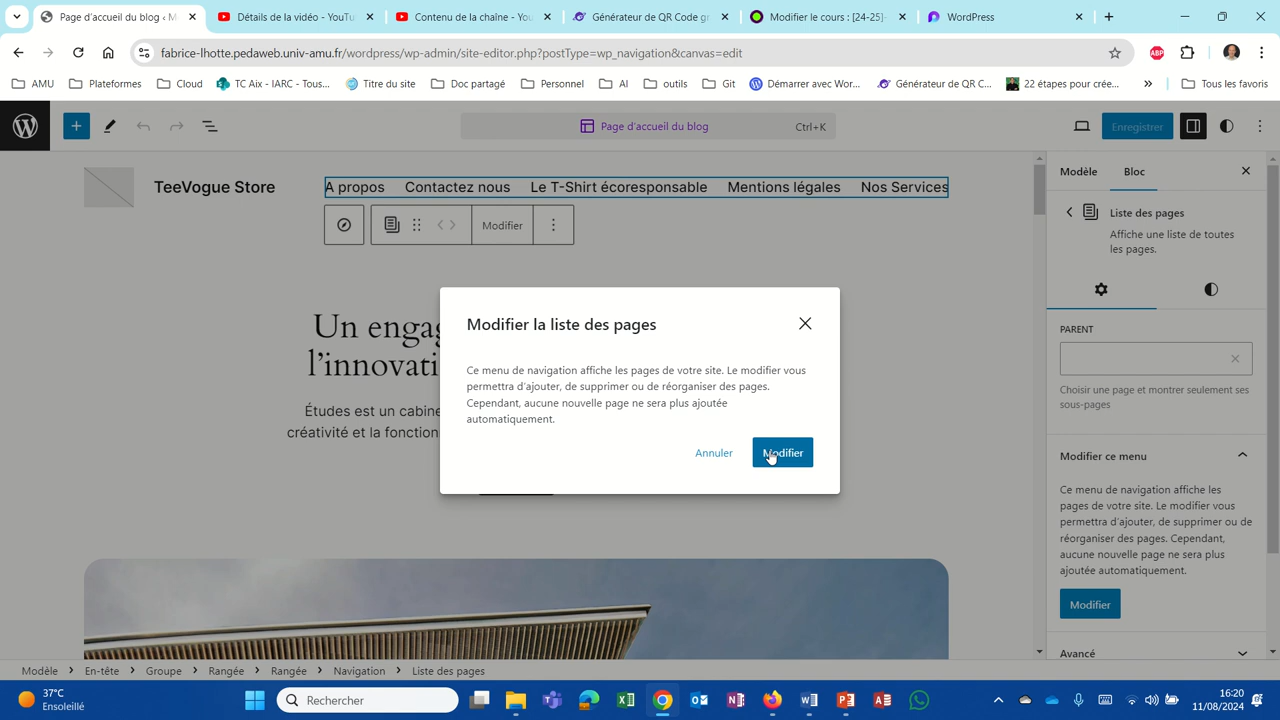 Page d'accueil du blog ‹ M
Détails de la vidéo - YouTu
Contenu de la chaîne - You
Générateur de QR Code gr
Modifier le cours : [24-25]-
WordPress
fabrice-lhotte.pedaweb.univ-amu.fr/wordpress/wp-admin/site-editor.php?postType=wp_navigation&canvas=edit
ABP
AMU
Plateformes
Cloud
TC Aix - IARC - Tous...
Titre du site
Doc partagé
Personnel
AI
outils
Git
Démarrer avec Wor...
Générateur de QR C...
22 étapes pour crée...
Tous les favoris
Page d'accueil du blog
Ctrl+K
Enregistrer
TeeVogue Store
A propos
Contactez nous
Le T-Shirt écoresponsable
Mentions légales
Nos Services
Modifier
Modèle
Bloc
Liste des pages
Affiche une liste de toutes
les pages.
PARENT
Choisir une page et montrer seulement ses
sous-pages
Modifier ce menu
Ce menu de navigation affiche les
pages de votre site. Le modifier vous
permettra d'ajouter, de supprimer ou de
réorganiser des pages. Cependant,
aucune nouvelle page ne sera plus
ajoutée automatiquement.
Modifier
Avancé
Un engag
l'innovati
Études est un cabine
créativité et la fonction
Modifier la liste des pages
Ce menu de navigation affiche les pages de votre site. Le modifier vous
permettra d'ajouter, de supprimer ou de réorganiser des pages.
Cependant, aucune nouvelle page ne sera plus ajoutée
automatiquement.
Annuler
Modifier
Modèle
En-tête
Groupe
Rangée
Rangée
Navigation
Liste des pages
37°C
Ensoleillé
Rechercher
16:20
11/08/2024